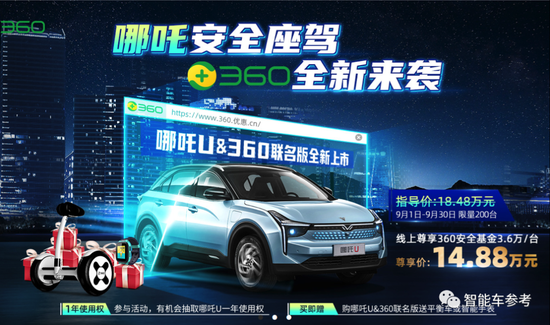 360
哪吒安全座驾
360全新来袭
360
https://www.360.优惠.cn/
哪吒U&360联名版全新上市
指导价:18.48万元
9月1日-9月30日 限量200台
线上尊享360安全基金3.6万/台
尊享价:14.88万元
哪吒U
1年使用权 参与活动,有机会抽取哪吒U一年使用权
买即赠 购哪吒U&360联名版送平衡车或智能手表
智能车参考